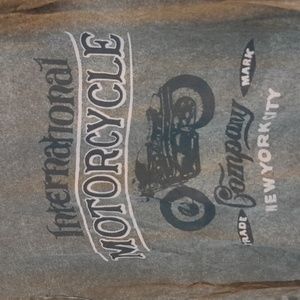 International
MOTORCYCLE
TRADE MARK
Company
NEW YORK CITY